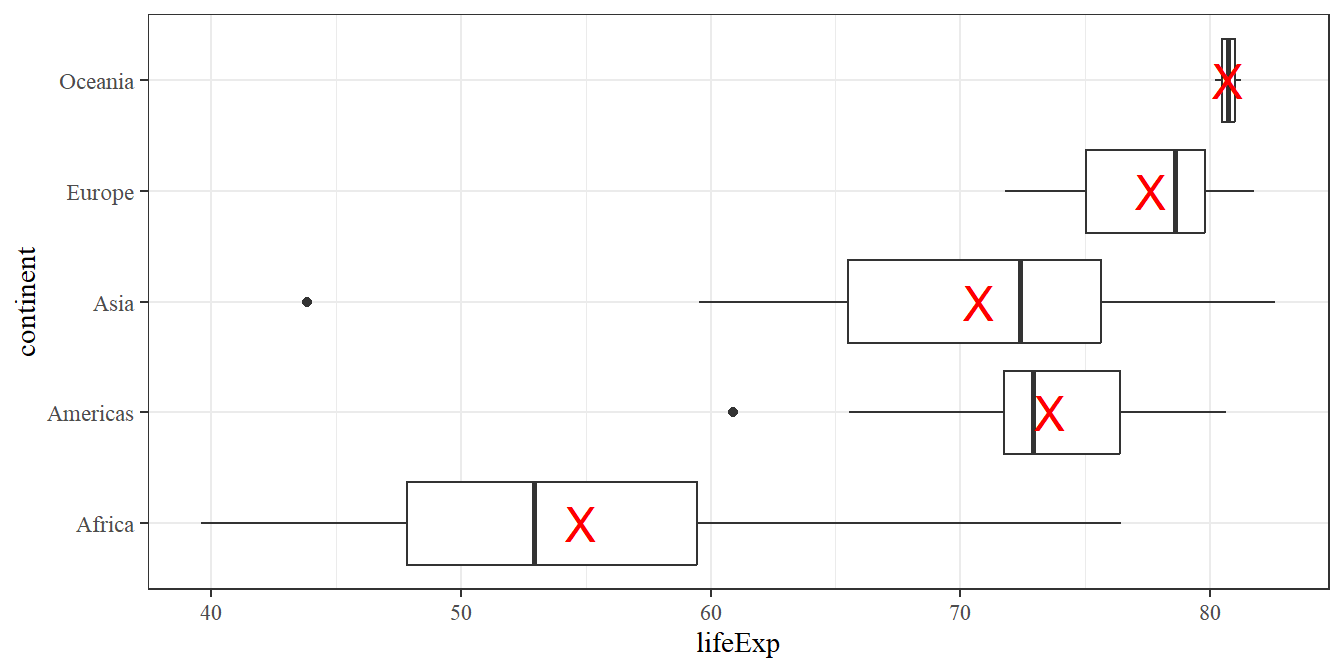 Oceania
Europe
Asia
Americas
Africa
continent
X
X
X
X
X
40 50 60 70 80
lifeExp